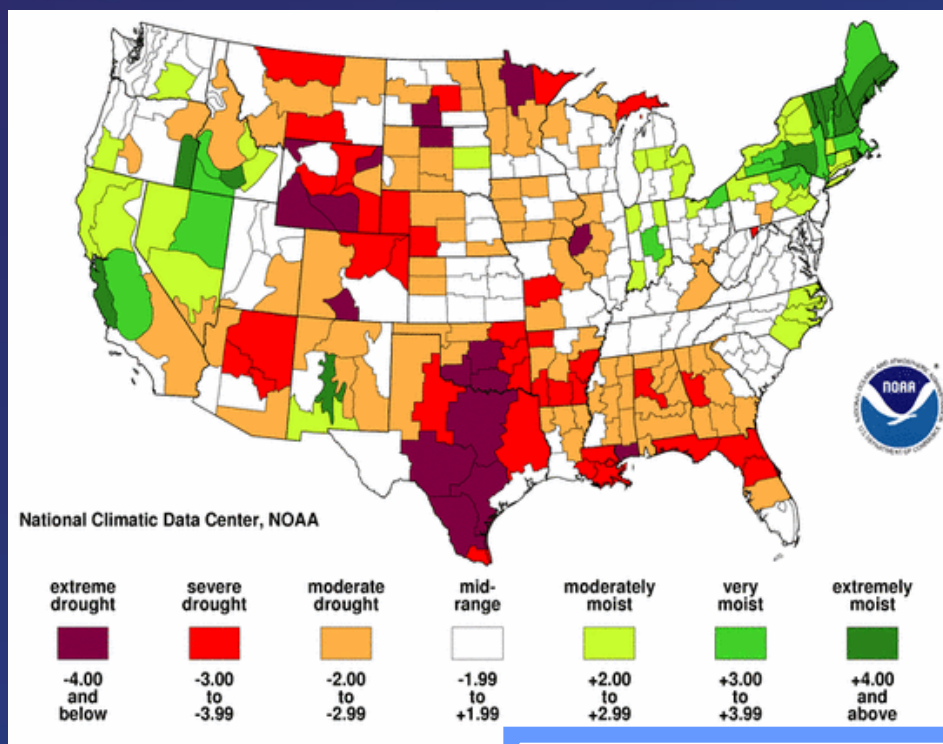 NOAA
National Climatic Data Center, NOAA
extreme drought
severe drought
moderate drought
mid-range
moderately moist
very moist
extremely moist
-4.00 and below
-3.00 to -3.99
-2.00 to -2.99
-1.99 to +1.99
+2.00 to +2.99
+3.00 to +3.99
+4.00 and above